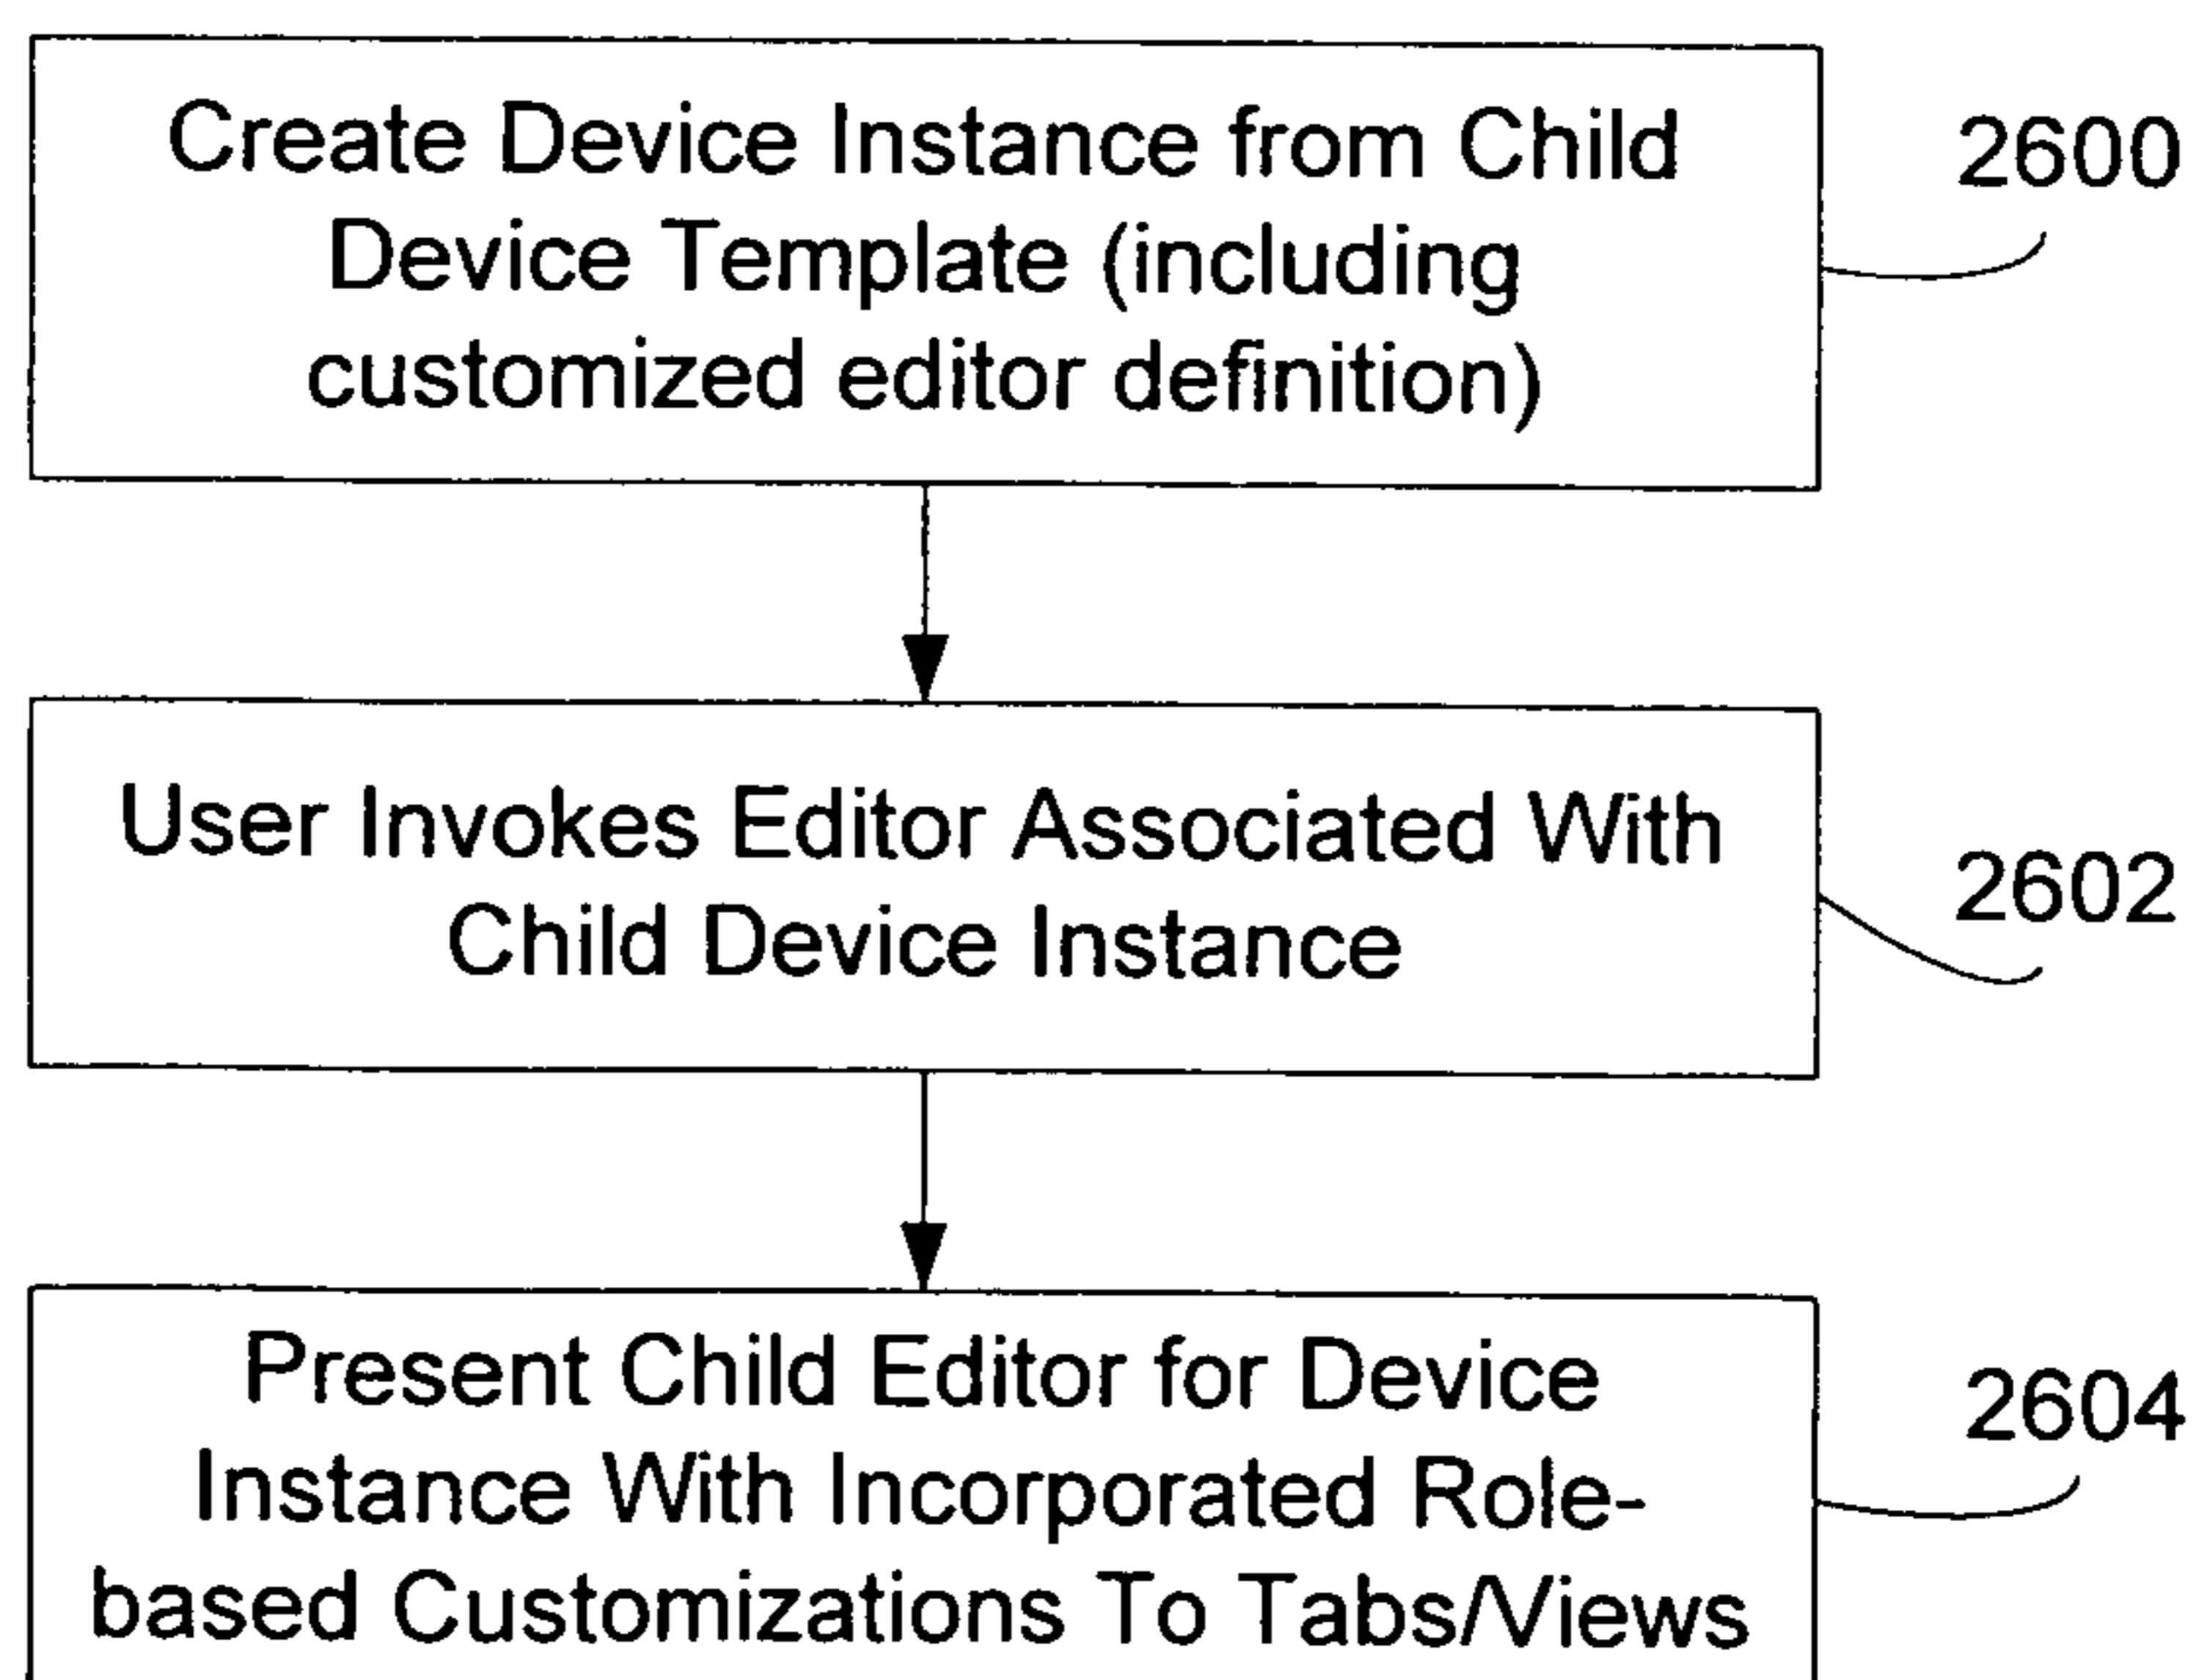 Create Device Instance from Child
Device Template (including
customized editor definition)
2600
User Invokes Editor Associated With
Child Device Instance
2602
Present Child Editor for Device
Instance With Incorporated Role-
based Customizations To Tabs/Views
2604